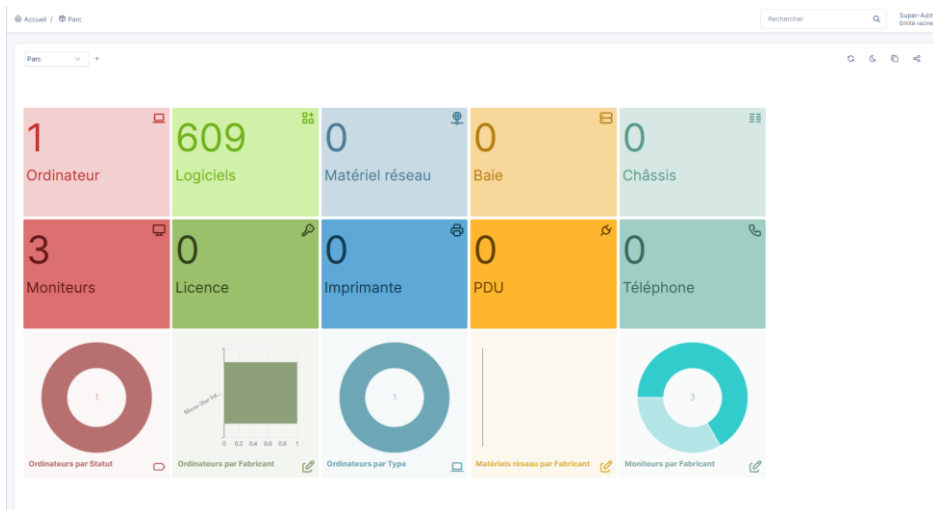 Accueil / Parc
Rechercher
Super-Adm
Entité racine
Parc
1
Ordinateur
609
Logiciels
0
Matériel réseau
0
Baie
0
Châssis
3
Moniteurs
0
Licence
0
Imprimante
0
PDU
0
Téléphone
1
Micro-Star Int...
0 0.2 0.4 0.6 0.8 1
1
3
Ordinateurs par Statut
Ordinateurs par Fabricant
Ordinateurs par Type
Matériels réseau par Fabricant
Moniteurs par Fabricant